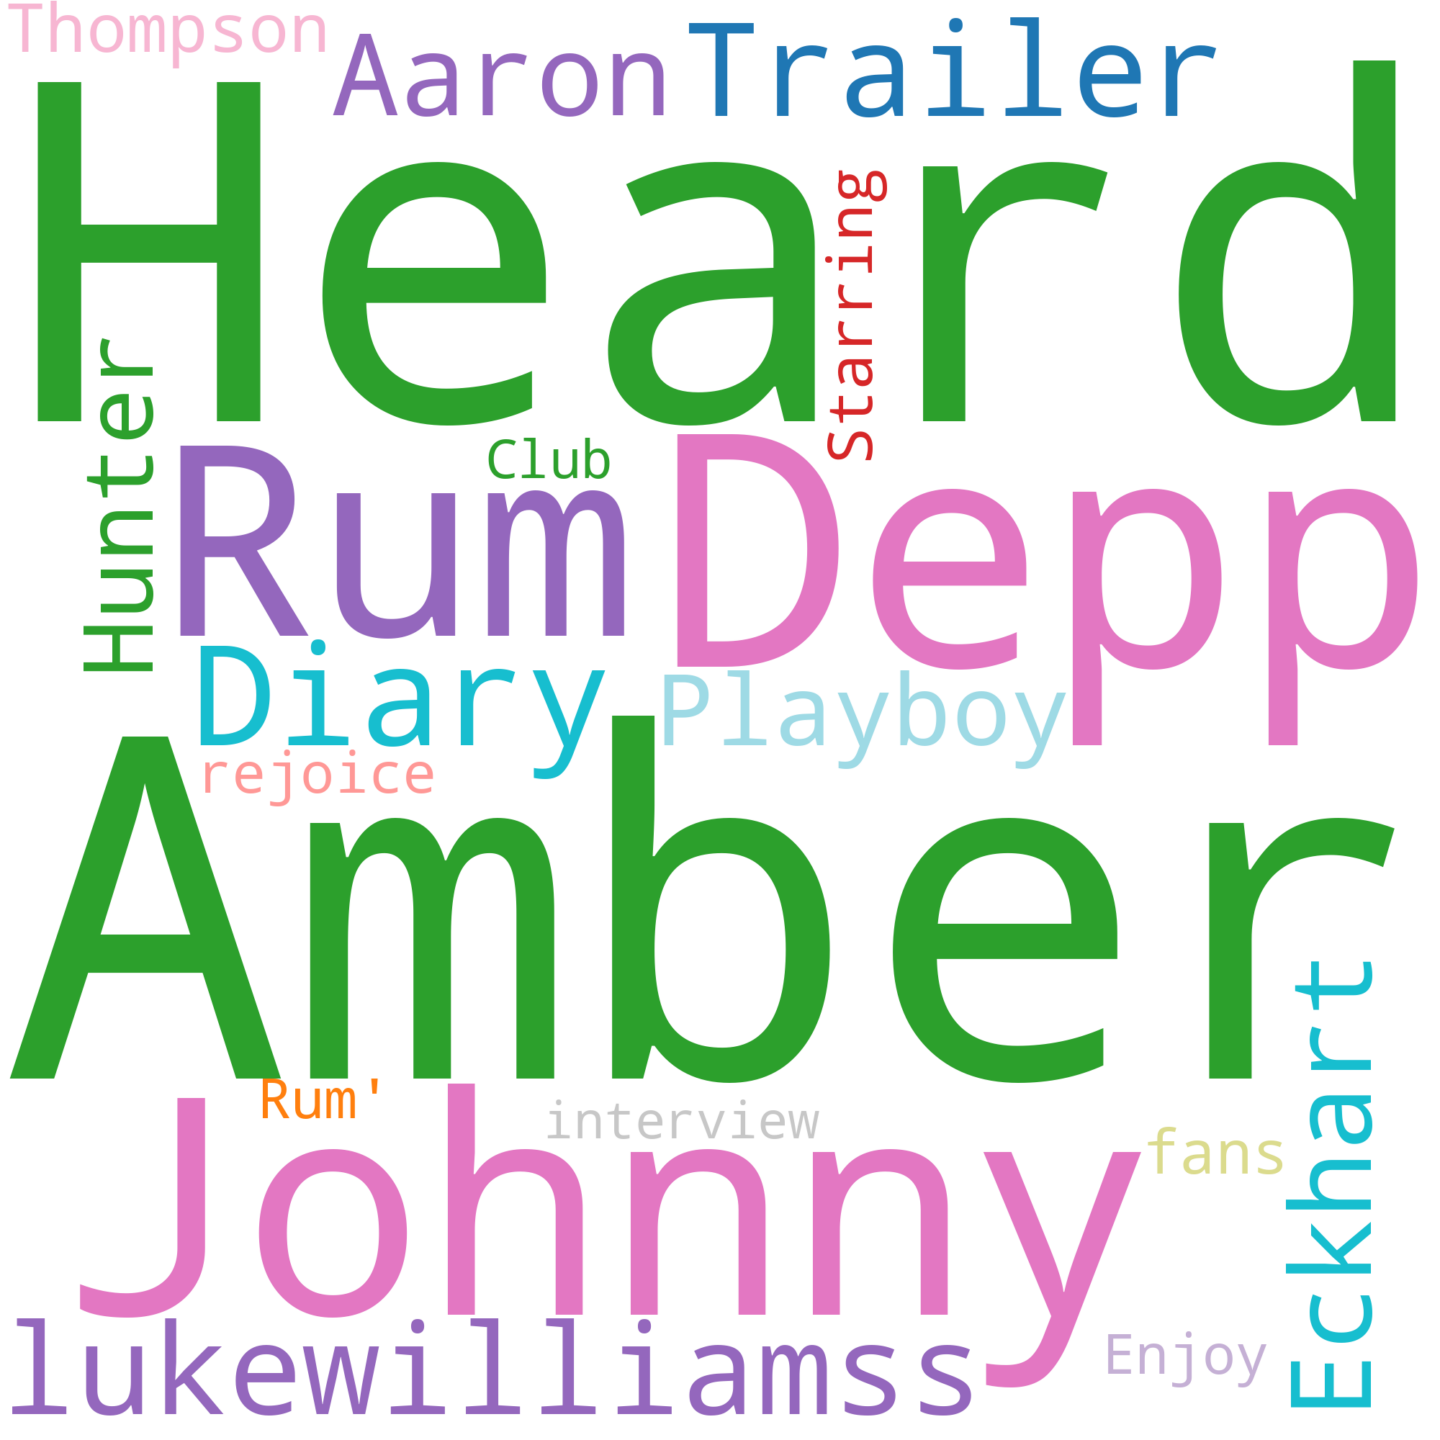 Thompson
Aaron
Trailer
Heard
Starring
Hunter
Club
Rum
Depp
Diary
Playboy
rejoice
Amber
Eckhart
Rum'
interview
Johnny
fans
lukewilliamss
Enjoy